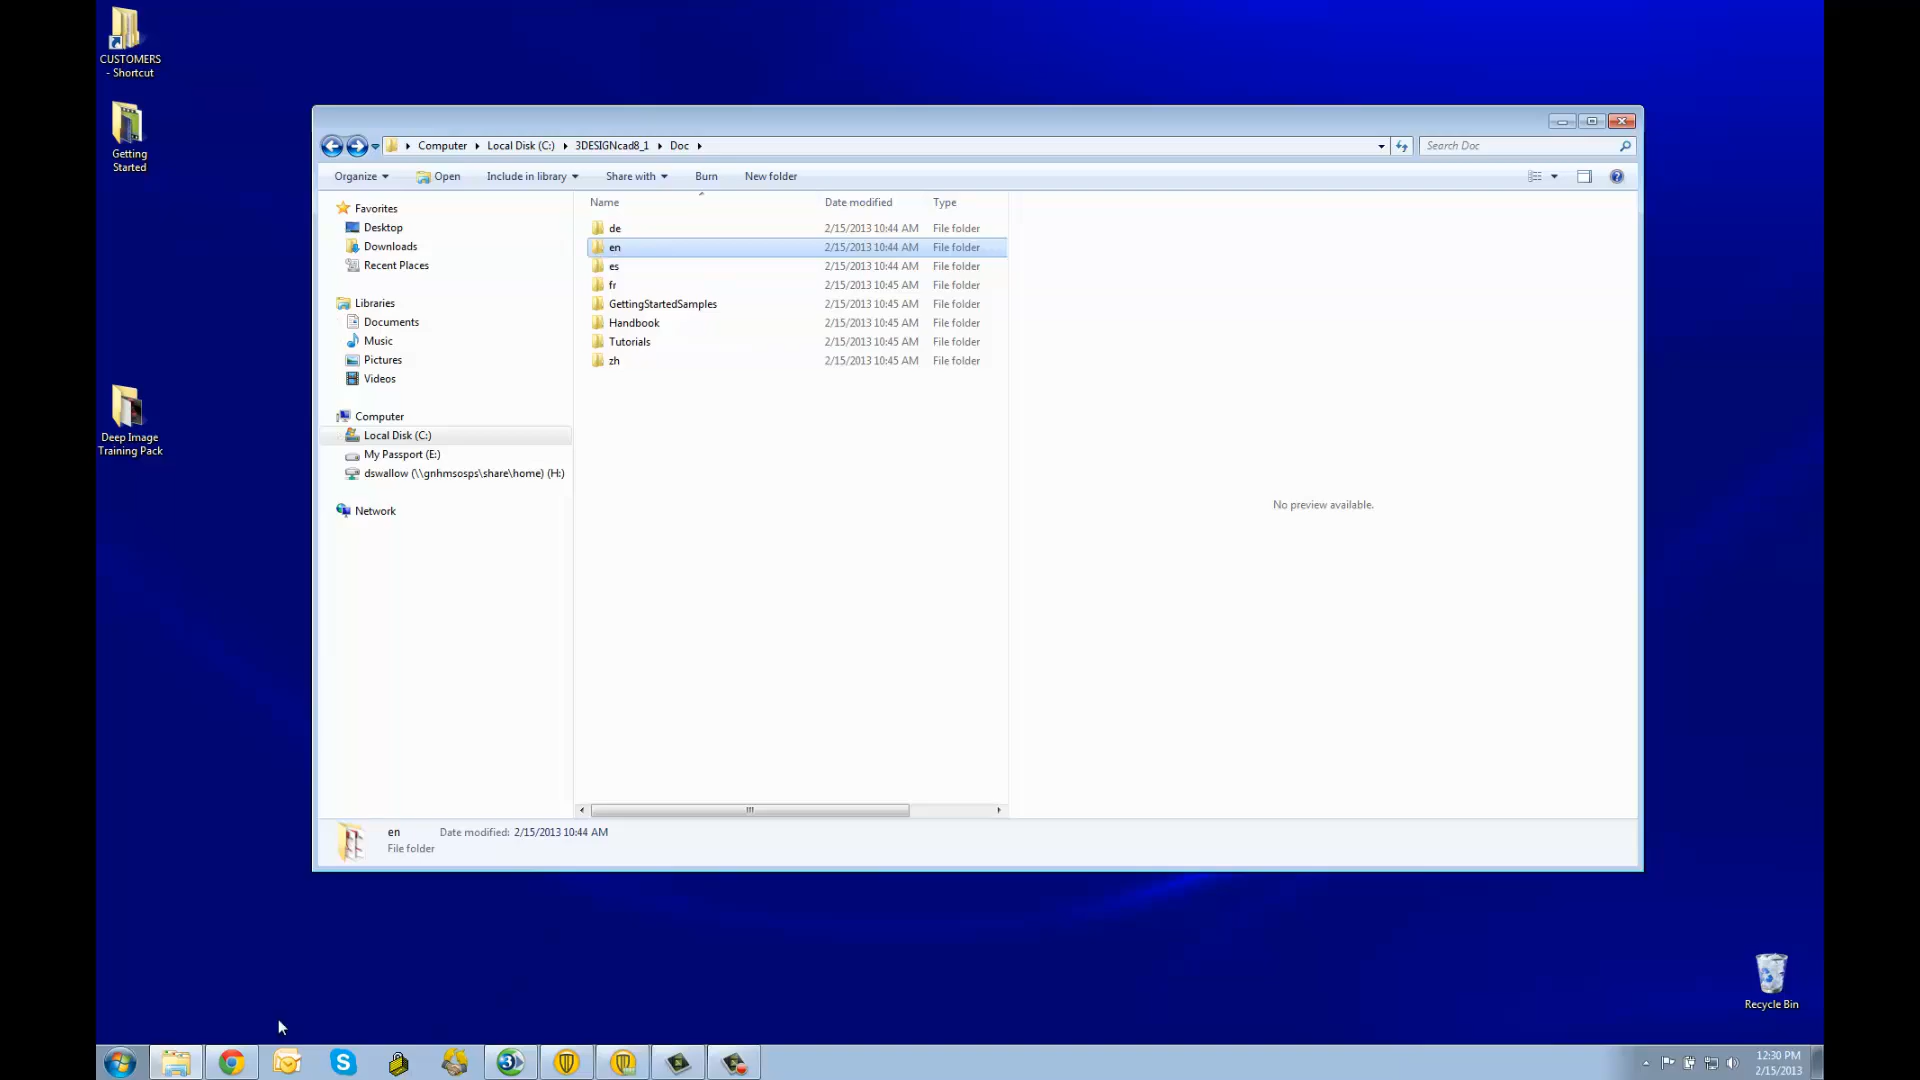 CUSTOMERS
- Shortcut
Getting
Started
Deep Image
Training Pack
Computer
Local Disk (C:)
3DESIGNcad8_1
Doc
Search Doc
Organize
Open
Include in library
Share with
Burn
New folder
Favorites
Desktop
Downloads
Recent Places
Libraries
Documents
Music
Pictures
Videos
Computer
Local Disk (C:)
My Passport (E:)
dswallow (\\gnhmsosps\share\home) (H:)
Network
Name Date modified Type
de 2/15/2013 10:44 AM File folder
en 2/15/2013 10:44 AM File folder
es 2/15/2013 10:44 AM File folder
fr 2/15/2013 10:45 AM File folder
GettingStartedSamples 2/15/2013 10:45 AM File folder
Handbook 2/15/2013 10:45 AM File folder
Tutorials 2/15/2013 10:45 AM File folder
zh 2/15/2013 10:45 AM File folder
No preview available.
en Date modified: 2/15/2013 10:44 AM
File folder
Recycle Bin
12:30 PM
2/15/2013